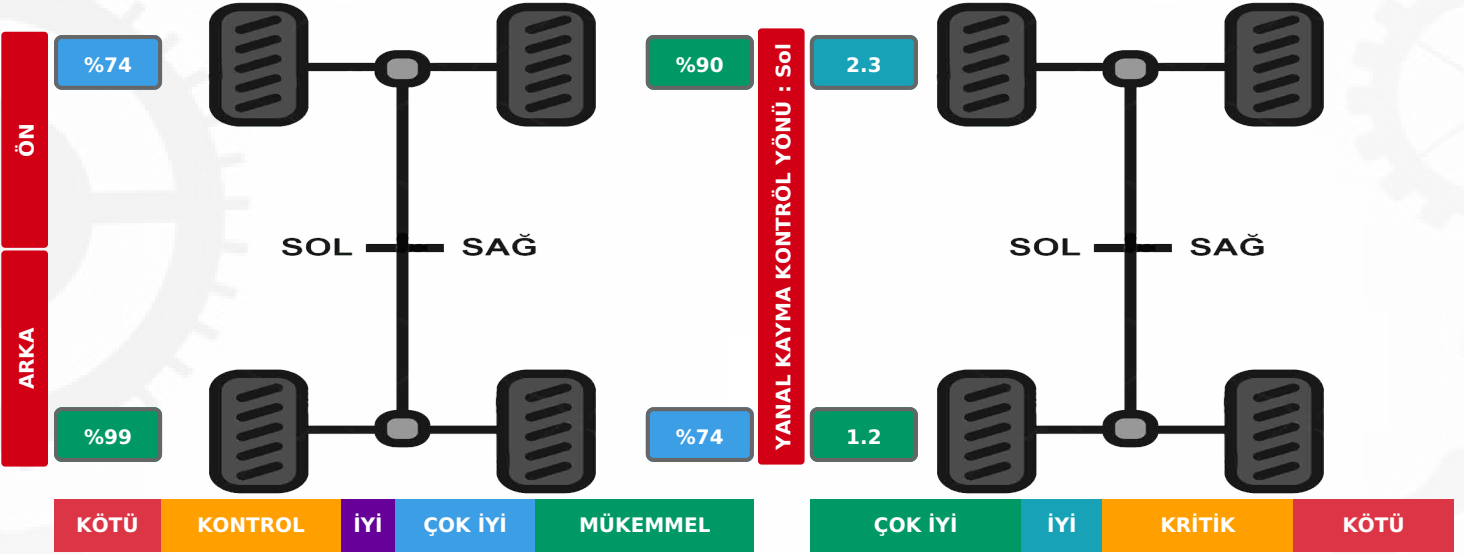 ÖN
%74
%90
YANAL KAYMA KONTRÖL YÖNÜ : Sol
2.3
SOL SAĞ
SOL SAĞ
ARKA
%99
%74
1.2
KÖTÜ KONTROL İYİ ÇOK İYİ MÜKEMMEL
ÇOK İYİ İYİ KRİTİK KÖTÜ